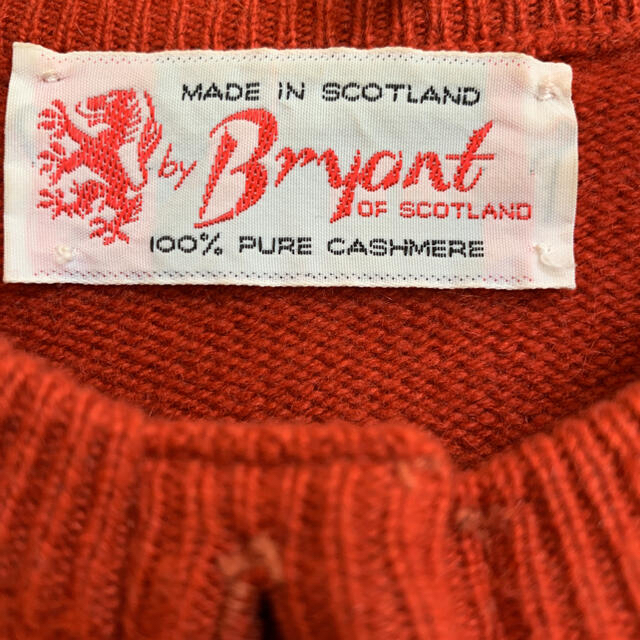 MADE IN SCOTLAND
by Bryant
OF SCOTLAND
100% PURE CASHMERE